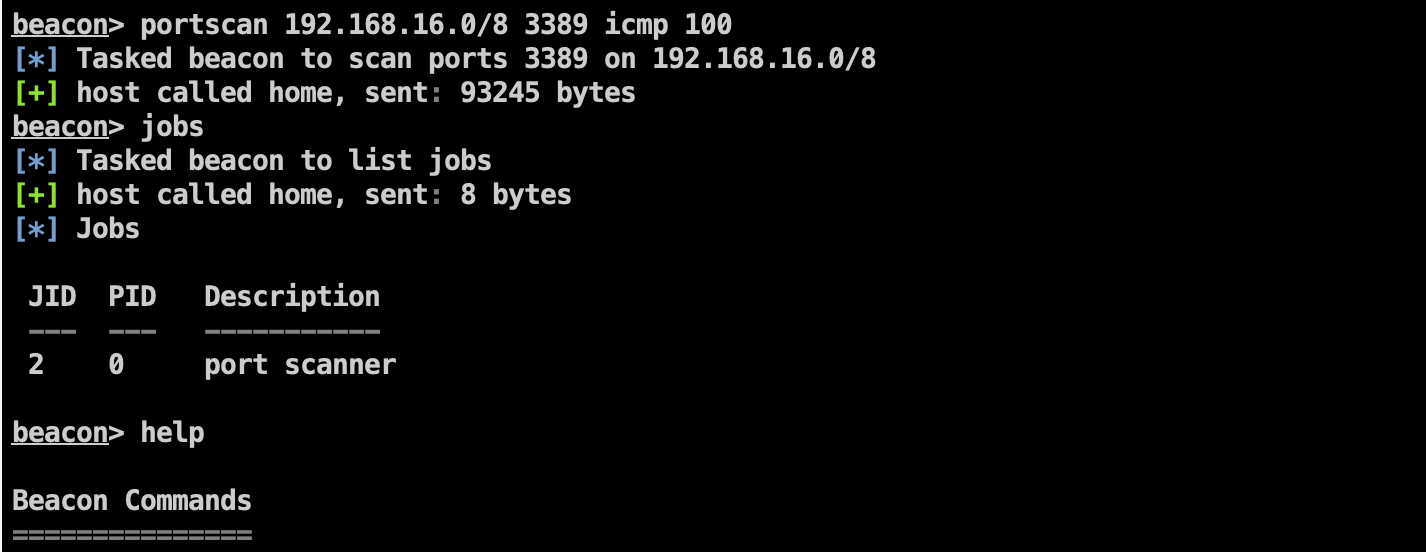 beacon> portscan 192.168.16.0/8 3389 icmp 100
[*] Tasked beacon to scan ports 3389 on 192.168.16.0/8
[+] host called home, sent: 93245 bytes
beacon> jobs
[*] Tasked beacon to list jobs
[+] host called home, sent: 8 bytes
[*] Jobs
JID PID Description
--- --- -----------
2 0 port scanner
beacon> help
Beacon Commands
===============